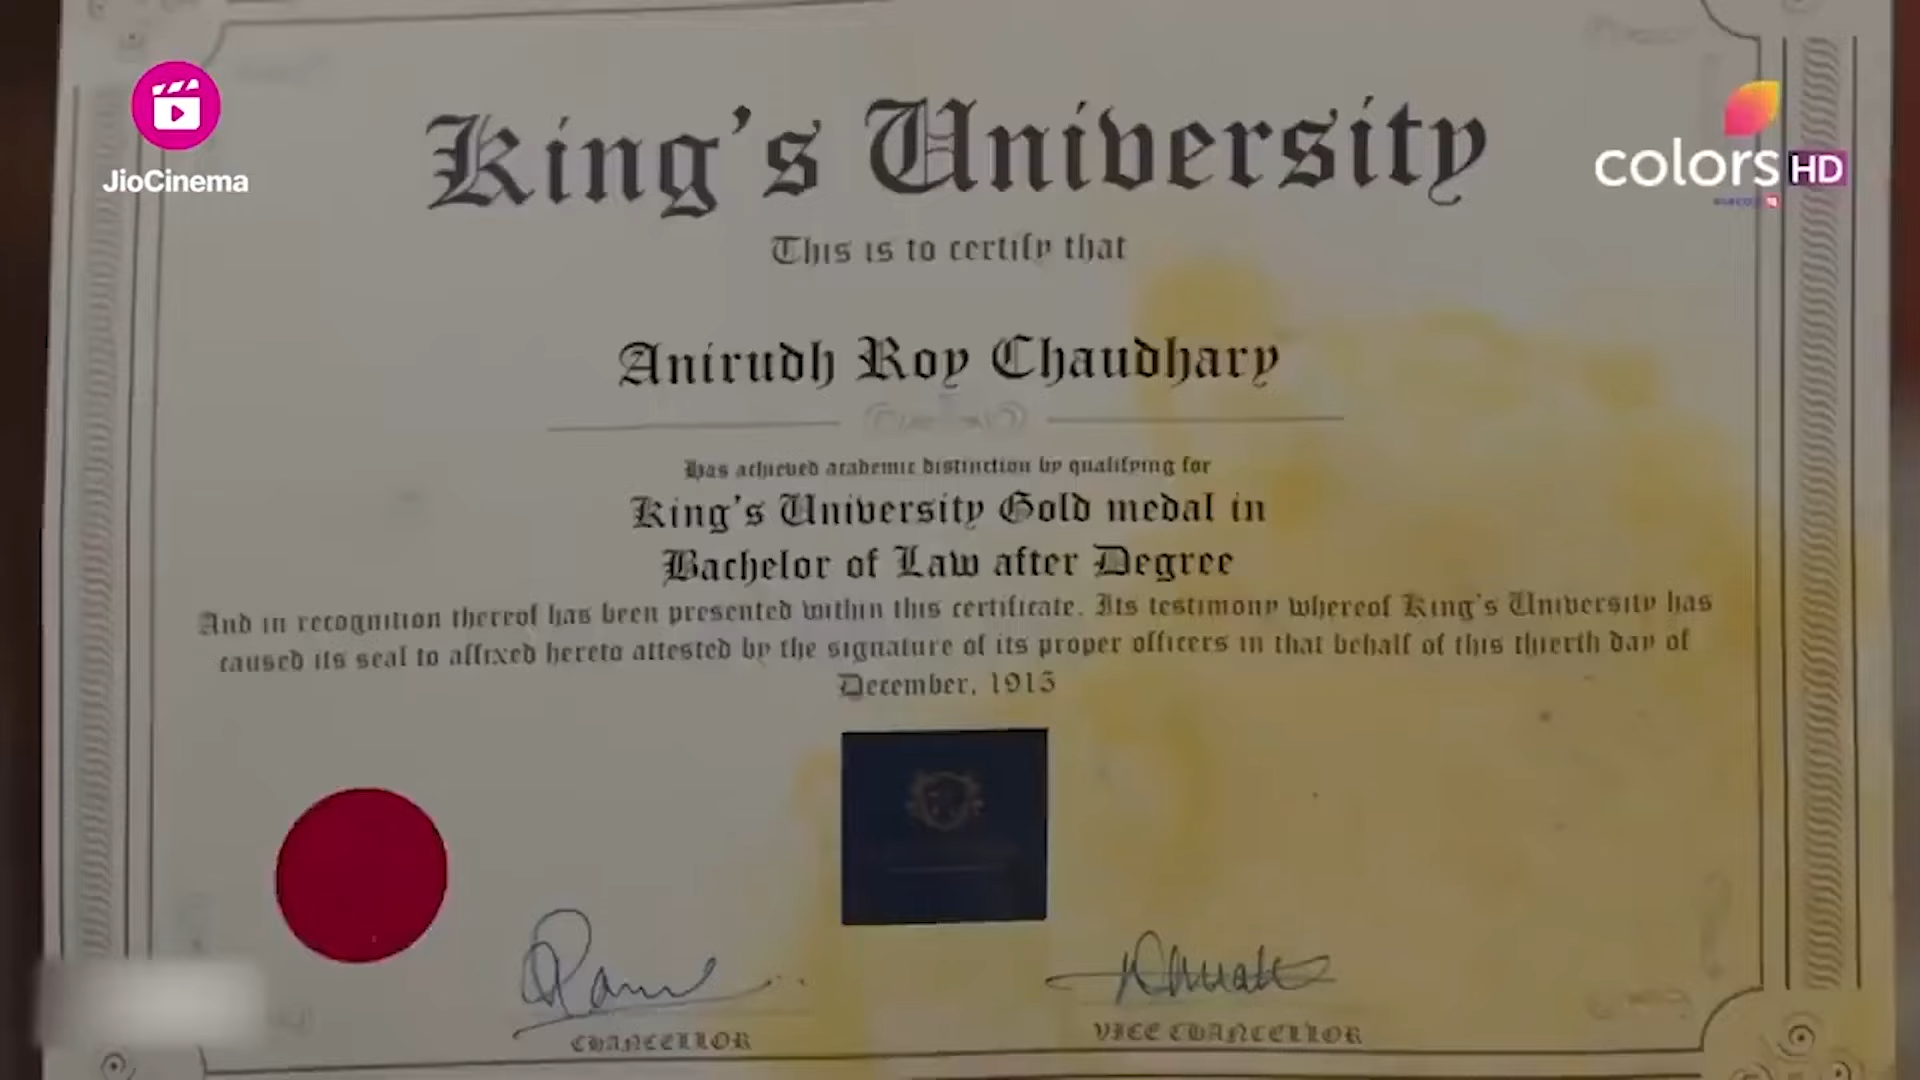 JioCinema
colors HD
King's University
This is to certify that
Anirudh Roy Chaudhary
Has achieved academic distinction by qualifying for
King's University Gold medal in
Bachelor of Law after Degree
And in recognition thereof has been presented within this certificate. Its testimony whereof King's University has
caused its seal to affixed hereto attested by the signature of its proper officers in that behalf of this thierth day of
December, 1913
CHANCELLOR
VICE CHANCELLOR